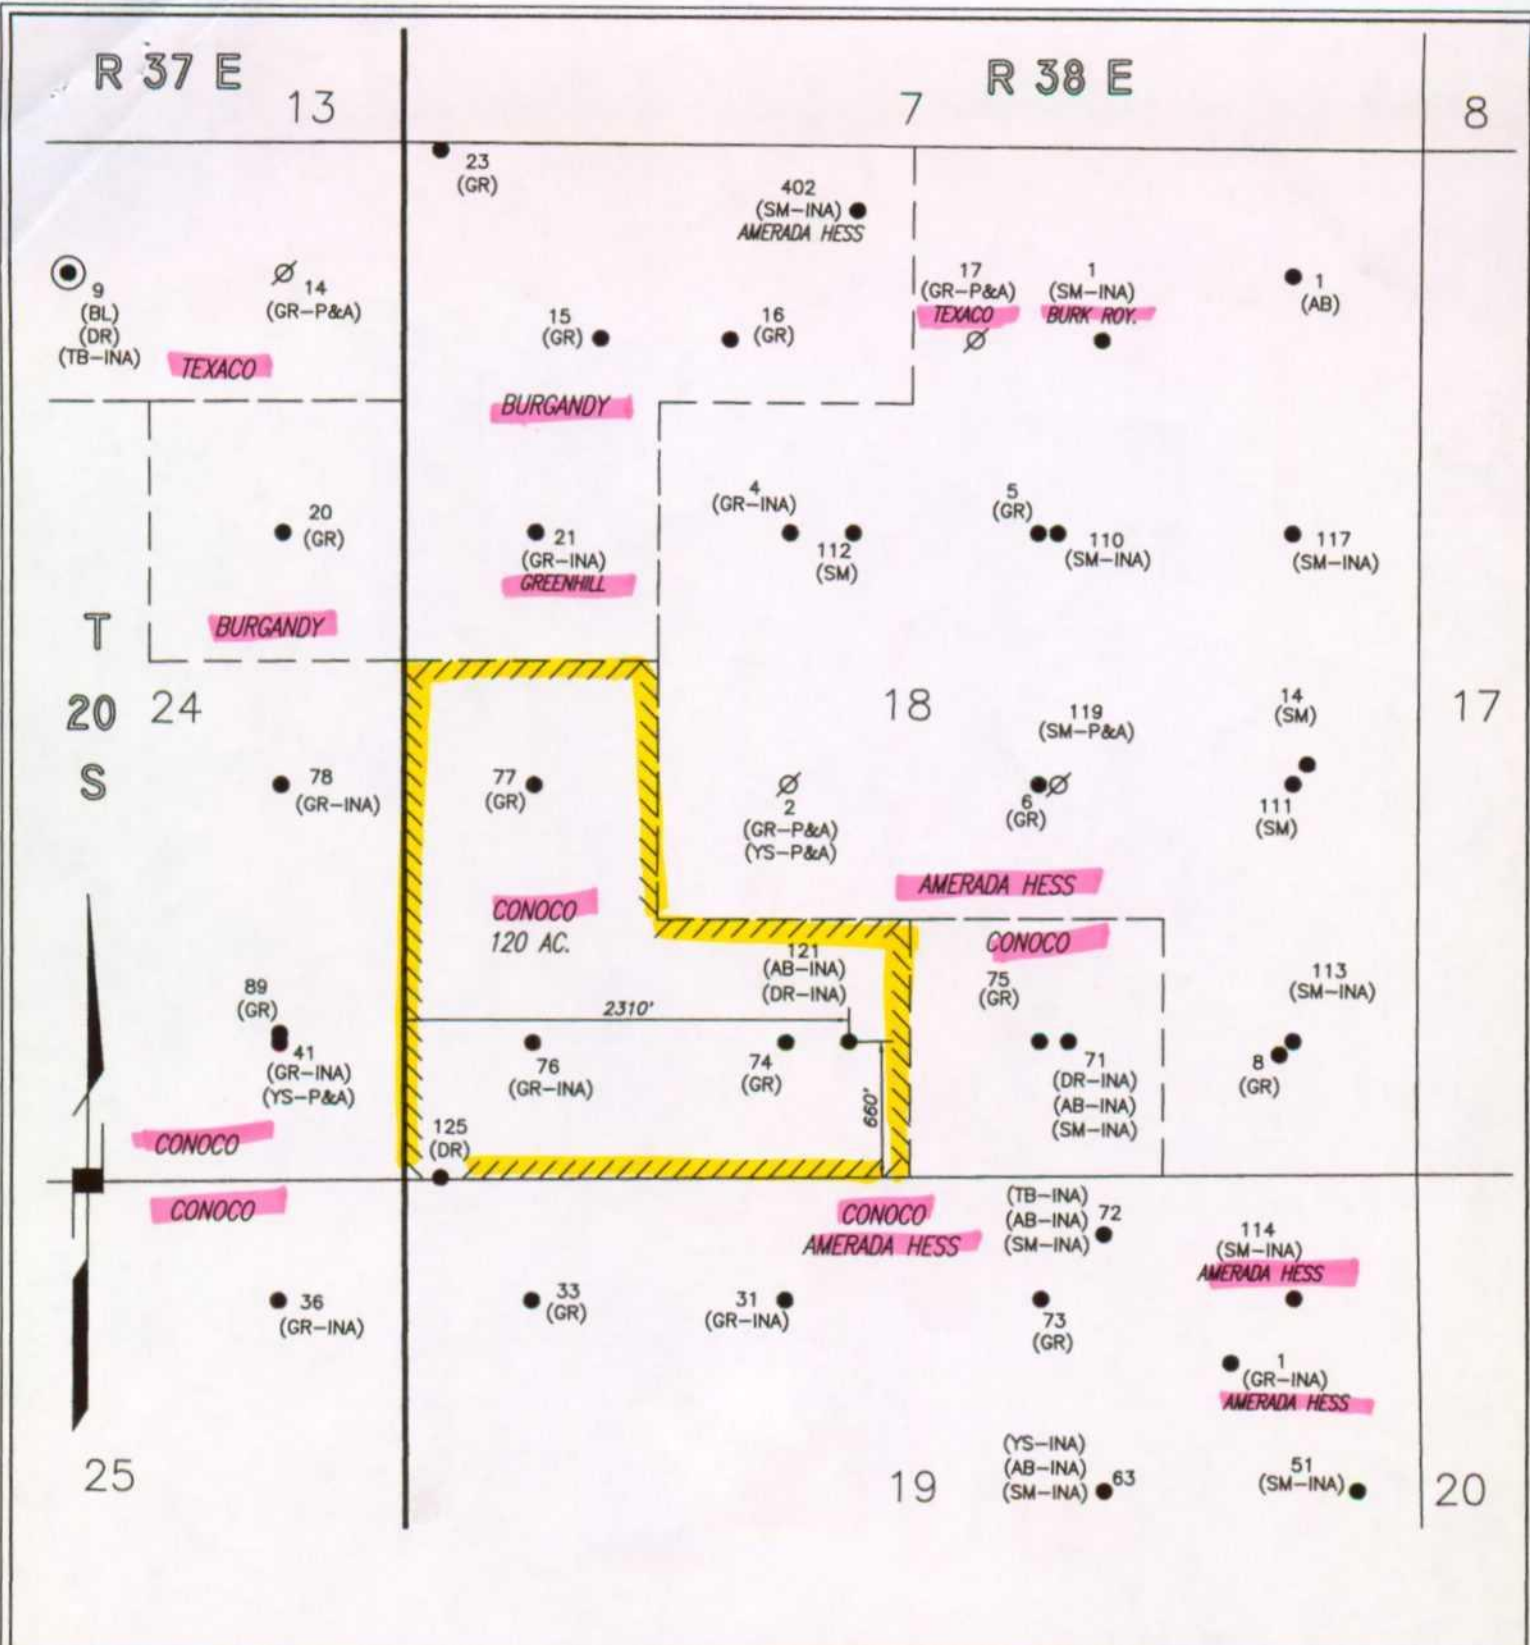 R 37 E
R 38 E
13
7
8
23
(GR)
402
(SM-INA)
AMERADA HESS
9
(BL)
(DR)
(TB-INA)
14
(GR-P&A)
TEXACO
15
(GR)
16
(GR)
17
(GR-P&A)
TEXACO
1
(SM-INA)
BURK ROY.
1
(AB)
BURGANDY
20
(GR)
BURGANDY
21
(GR-INA)
GREENHILL
4
(GR-INA)
112
(SM)
5
(GR)
110
(SM-INA)
117
(SM-INA)
T
20
S
24
18
17
78
(GR-INA)
77
(GR)
2
(GR-P&A)
(YS-P&A)
119
(SM-P&A)
6
(GR)
14
(SM)
111
(SM)
AMERADA HESS
CONOCO
120 AC.
CONOCO
121
(AB-INA)
(DR-INA)
75
(GR)
113
(SM-INA)
89
(GR)
41
(GR-INA)
(YS-P&A)
2310'
76
(GR-INA)
74
(GR)
660'
71
(DR-INA)
(AB-INA)
(SM-INA)
8
(GR)
CONOCO
125
(DR)
CONOCO
CONOCO
AMERADA HESS
(TB-INA)
(AB-INA)
(SM-INA)
72
114
(SM-INA)
AMERADA HESS
36
(GR-INA)
33
(GR)
31
(GR-INA)
73
(GR)
1
(GR-INA)
AMERADA HESS
25
19
(YS-INA)
(AB-INA)
(SM-INA)
63
51
(SM-INA)
20